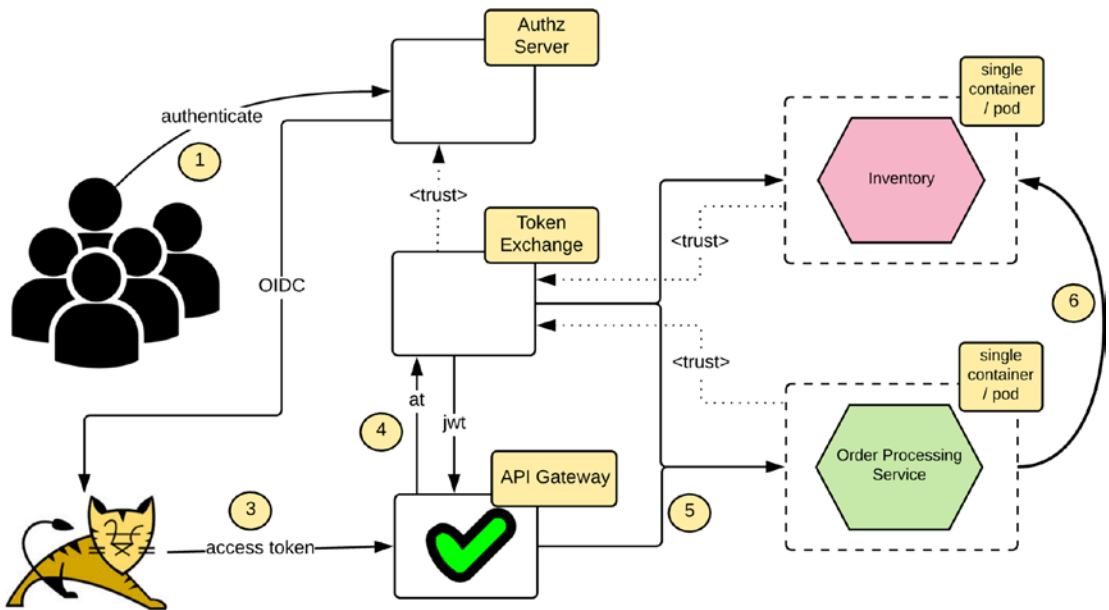 Authz
Server
authenticate
1
single
container
/ pod
Inventory
<trust>
Token
Exchange
<trust>
OIDC
6
<trust>
single
container
/ pod
at
4
jwt
Order Processing
Service
API Gateway
5
3
access token